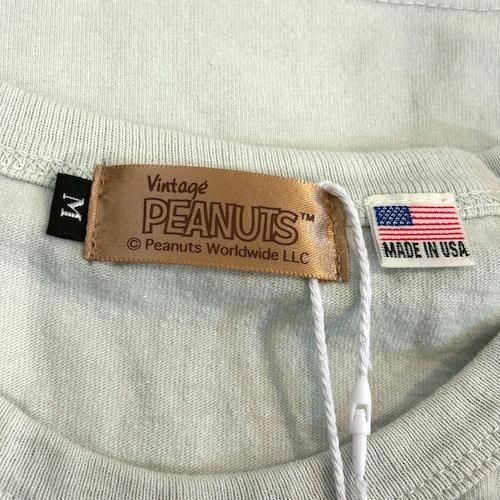 M
Vintage
PEANUTS™
© Peanuts Worldwide LLC
MADE IN USA